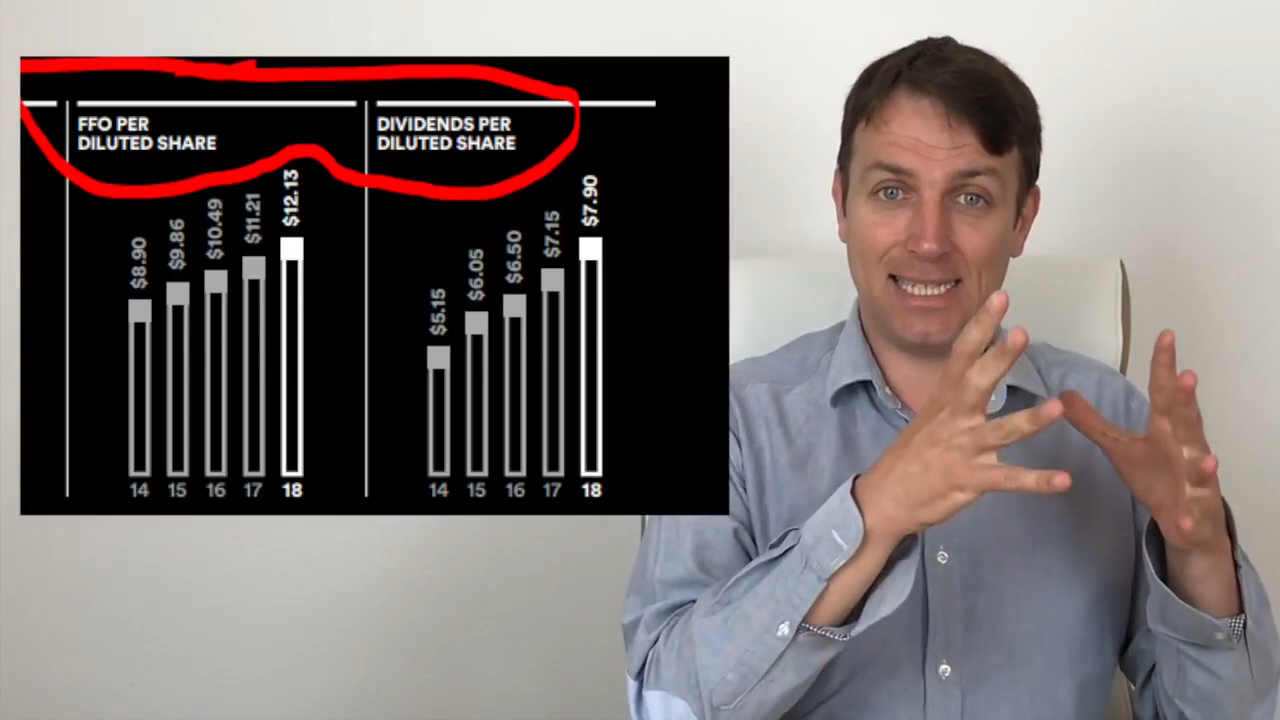 FFO PER
DILUTED SHARE
$8.90
$9.86
$10.49
$11.21
$12.13
14 15 16 17 18
DIVIDENDS PER
DILUTED SHARE
$5.15
$6.05
$6.50
$7.15
$7.90
14 15 16 17 18